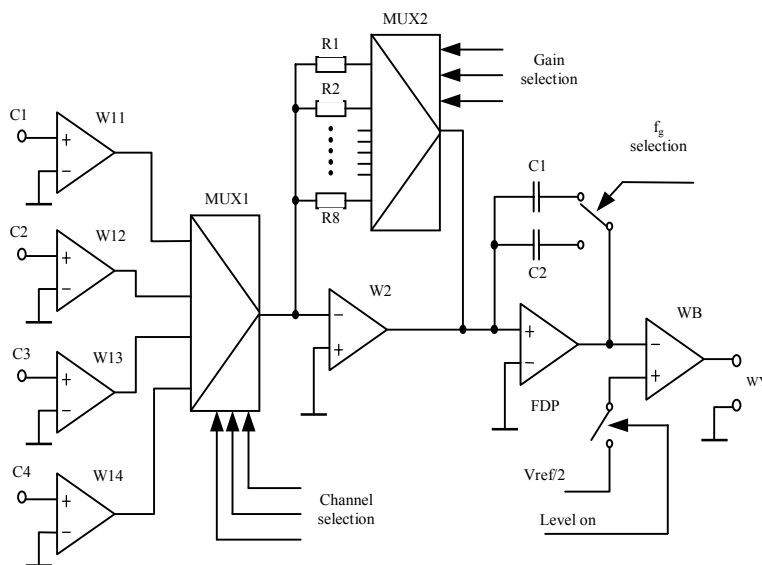 MUX2
R1
Gain
selection
R2
C1
W11
+
−
fg
selection
MUX1
C1
R8
C2
W12
+
−
C2
W2
−
+
WB
+
−
−
+
C3
W13
+
−
FDP
C4
W14
+
−
Channel
selection
Vref/2
Level on